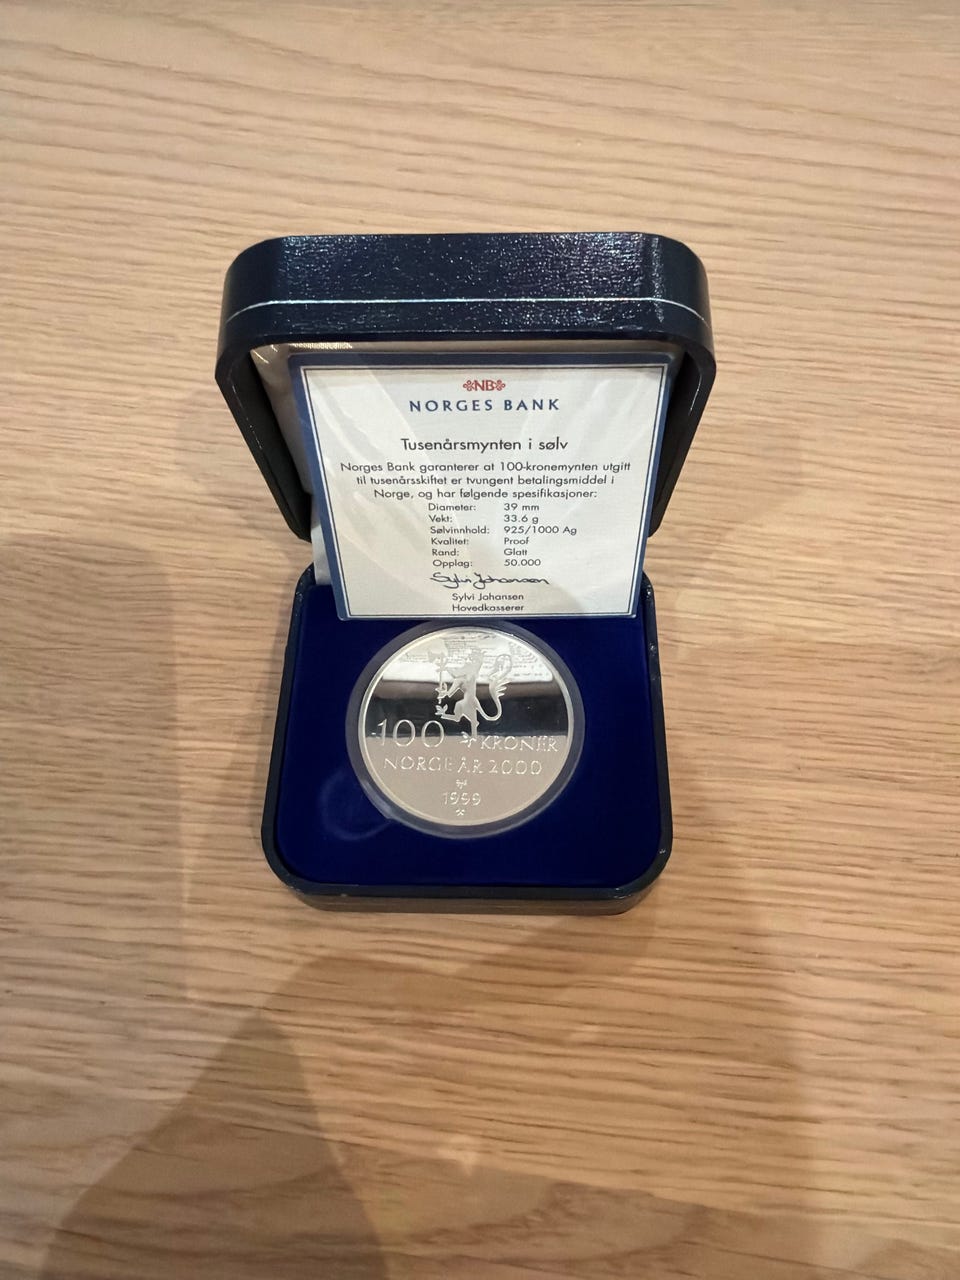 NB
NORGES BANK
Tusenårsmynten i sølv
Norges Bank garanterer at 100-kronemynten utgitt
til tusenårsskiftet er tvungent betalingsmiddel i
Norge, og har følgende spesifikasjoner:
Diameter: 39 mm
Vekt: 33.6 g
Sølvinnhold: 925/1000 Ag
Kvalitet: Proof
Rand: Glatt
Opplag: 50.000
Sylvi Johansen
Sylvi Johansen
Hovedkasserer
100 KRONER
NORGE ÅR 2000
1999